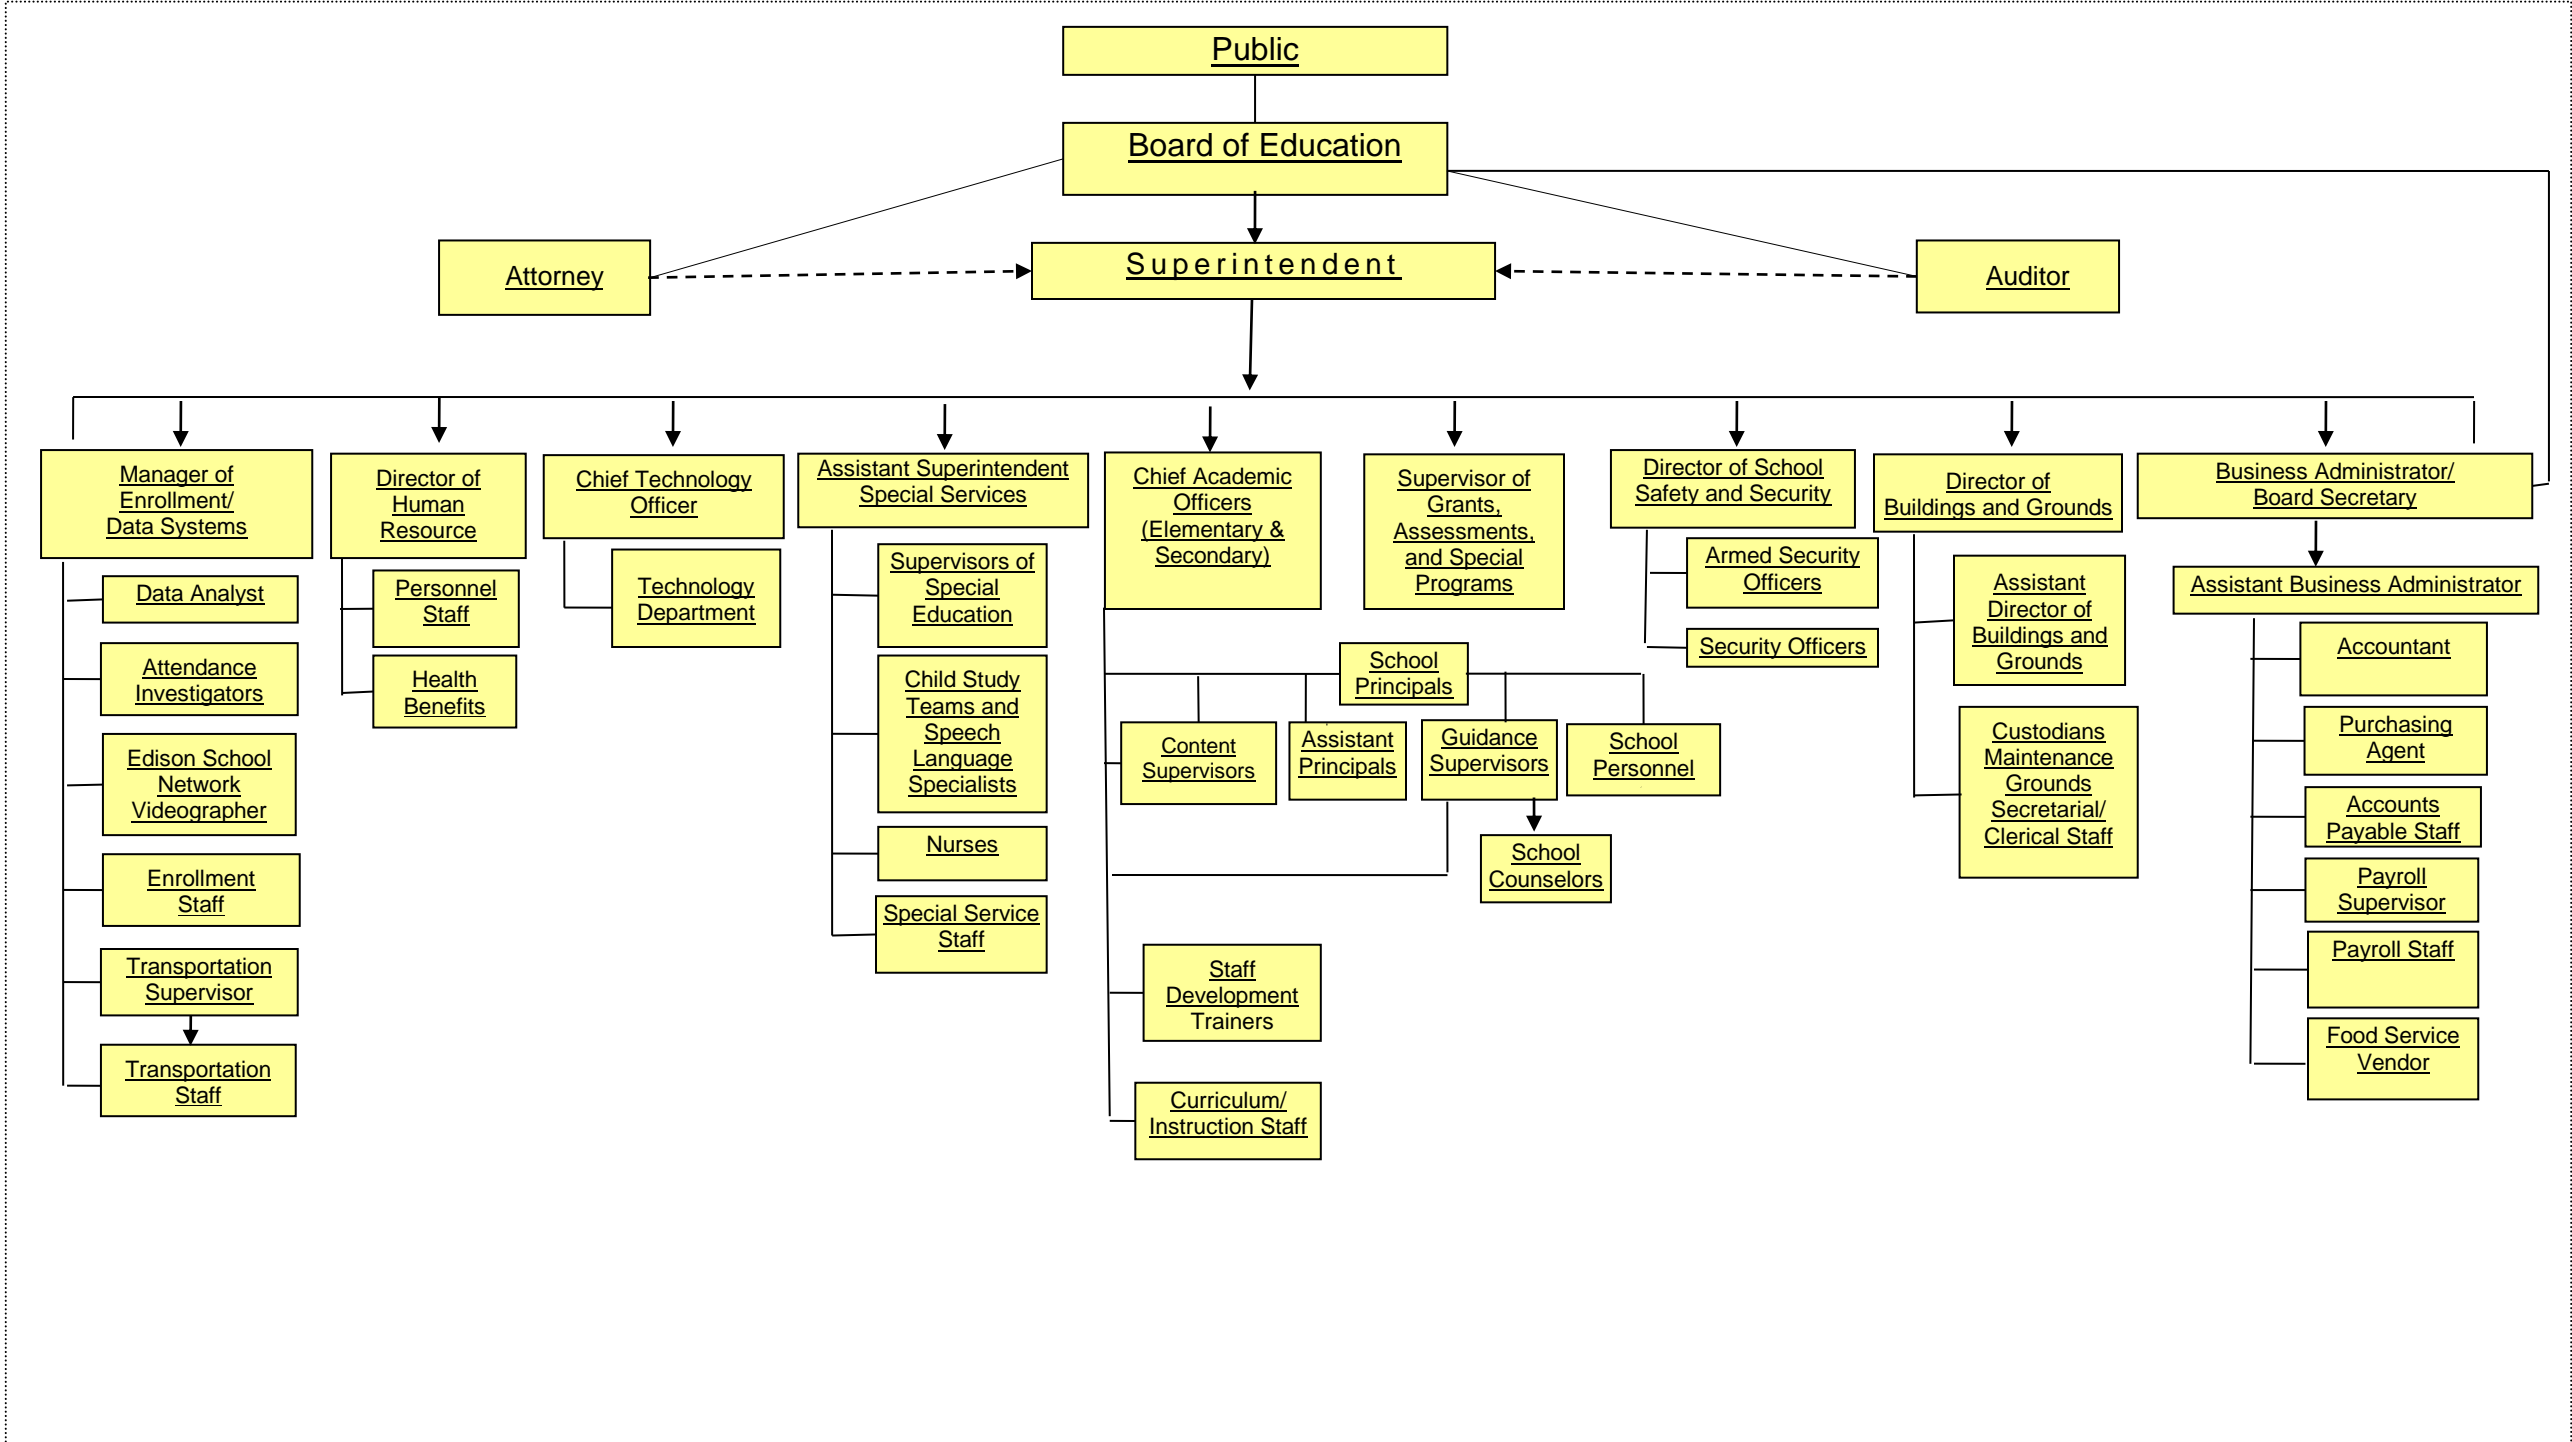 Public
Board of Education
Superintendent
Attorney
Auditor
Manager of
Enrollment/
Data Systems
Director of
Human
Resource
Chief Technology
Officer
Assistant Superintendent
Special Services
Chief Academic
Officers
(Elementary &
Secondary)
Supervisor of
Grants,
Assessments,
and Special
Programs
Director of School
Safety and Security
Director of
Buildings and Grounds
Business Administrator/
Board Secretary
Data Analyst
Attendance
Investigators
Edison School
Network
Videographer
Enrollment
Staff
Transportation
Supervisor
Transportation
Staff
Personnel
Staff
Health
Benefits
Technology
Department
Supervisors of
Special
Education
Child Study
Teams and
Speech
Language
Specialists
Nurses
Special Service
Staff
School
Principals
Content
Supervisors
Assistant
Principals
Guidance
Supervisors
School
Personnel
School
Counselors
Staff
Development
Trainers
Curriculum/
Instruction Staff
Armed Security
Officers
Security Officers
Assistant
Director of
Buildings and
Grounds
Custodians
Maintenance
Grounds
Secretarial/
Clerical Staff
Assistant Business Administrator
Accountant
Purchasing
Agent
Accounts
Payable Staff
Payroll
Supervisor
Payroll Staff
Food Service
Vendor